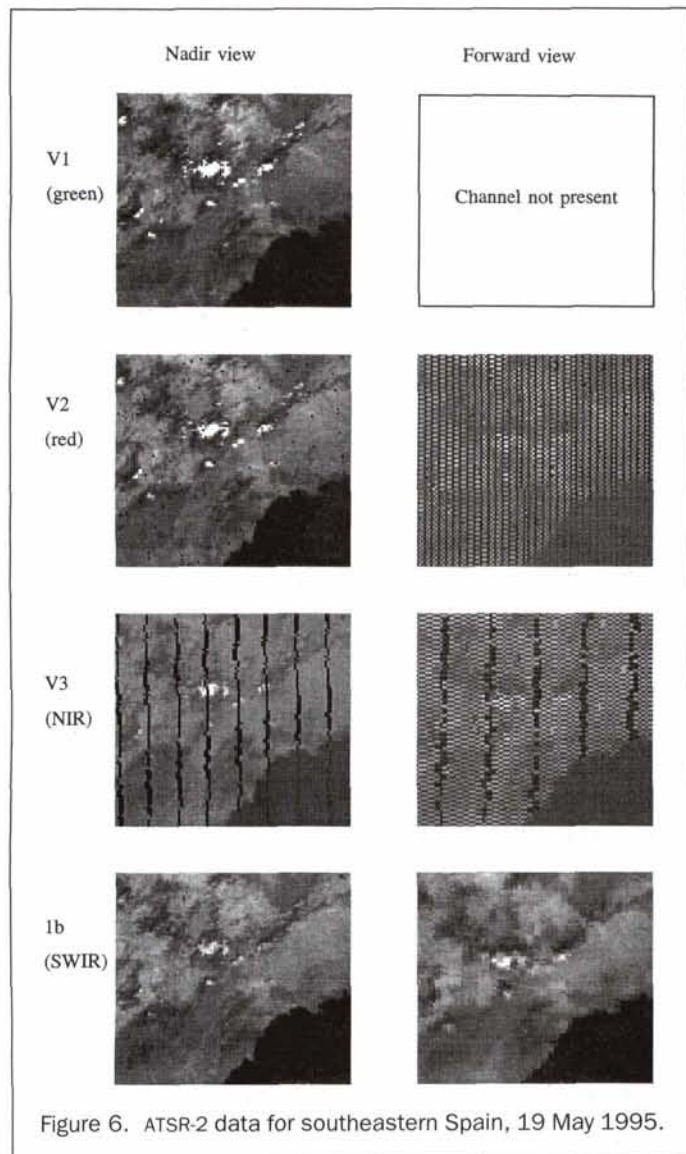 Nadir view
Forward view
V1
(green)
Channel not present
V2
(red)
V3
(NIR)
1b
(SWIR)
Figure 6. ATSR-2 data for southeastern Spain, 19 May 1995.